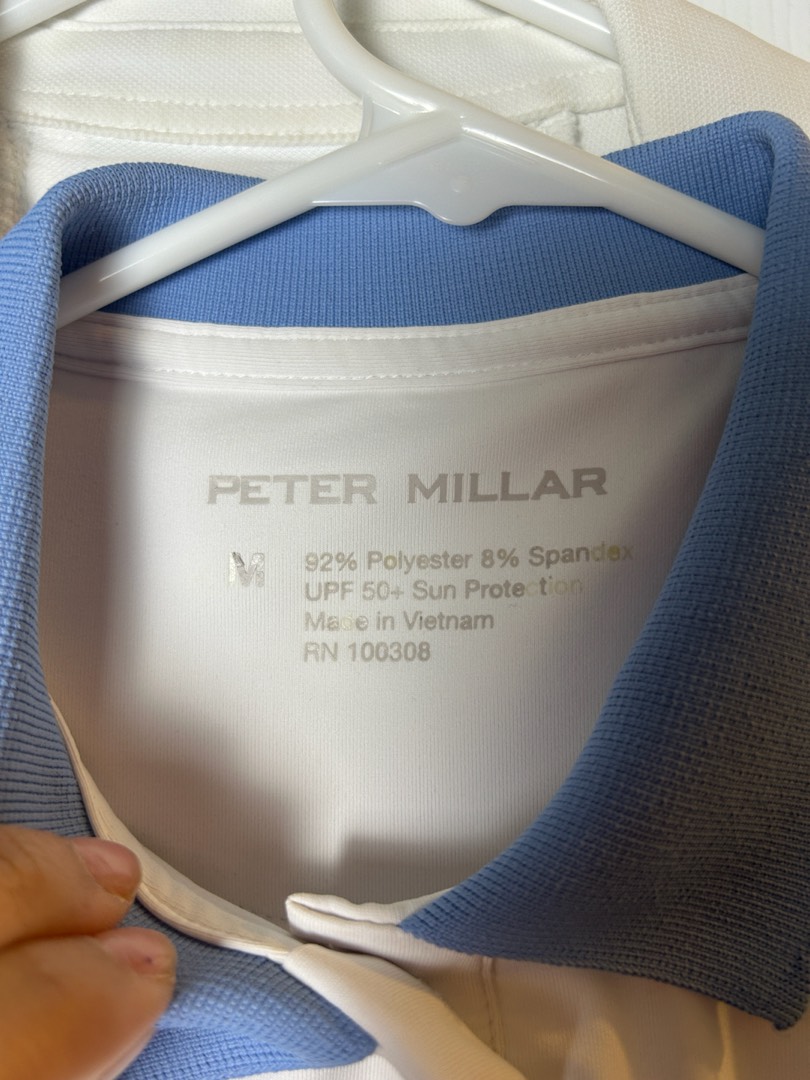 PETER MILLAR
M
92% Polyester 8% Spandex
UPF 50+ Sun Protection
Made in Vietnam
RN 100308